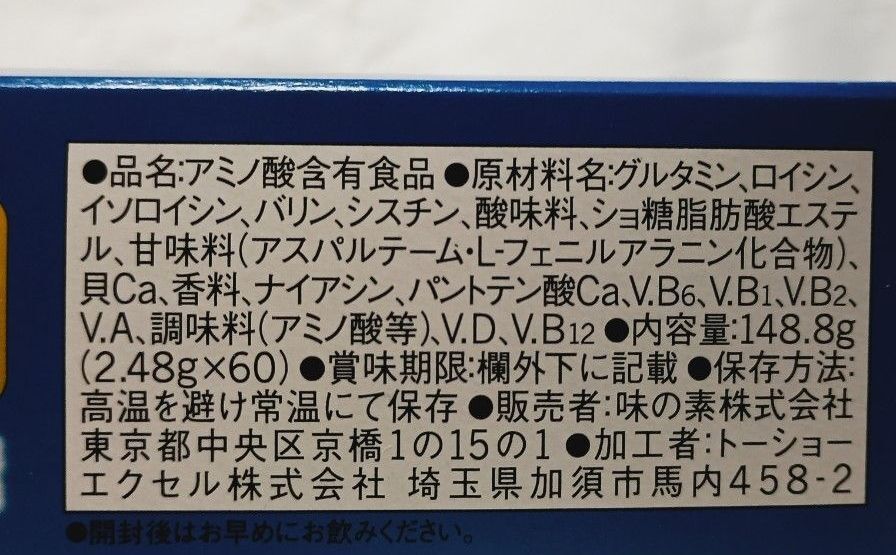 ●品名:アミノ酸含有食品 ●原材料名:グルタミン、ロイシン、
イソロイシン、バリン、シスチン、酸味料、ショ糖脂肪酸エステ
ル、甘味料(アスパルテーム・L-フェニルアラニン化合物)、
貝Ca、香料、ナイアシン、パントテン酸Ca、V.B6、V.B1、V.B2、
V.A、調味料(アミノ酸等)、V.D、V.B12 ●内容量:148.8g
(2.48g×60) ●賞味期限:欄外下に記載 ●保存方法:
高温を避け常温にて保存 ●販売者:味の素株式会社
東京都中央区京橋1の15の1 ●加工者:トーショー
エクセル株式会社 埼玉県加須市馬内458-2
●開封後はお早めにお飲みください。